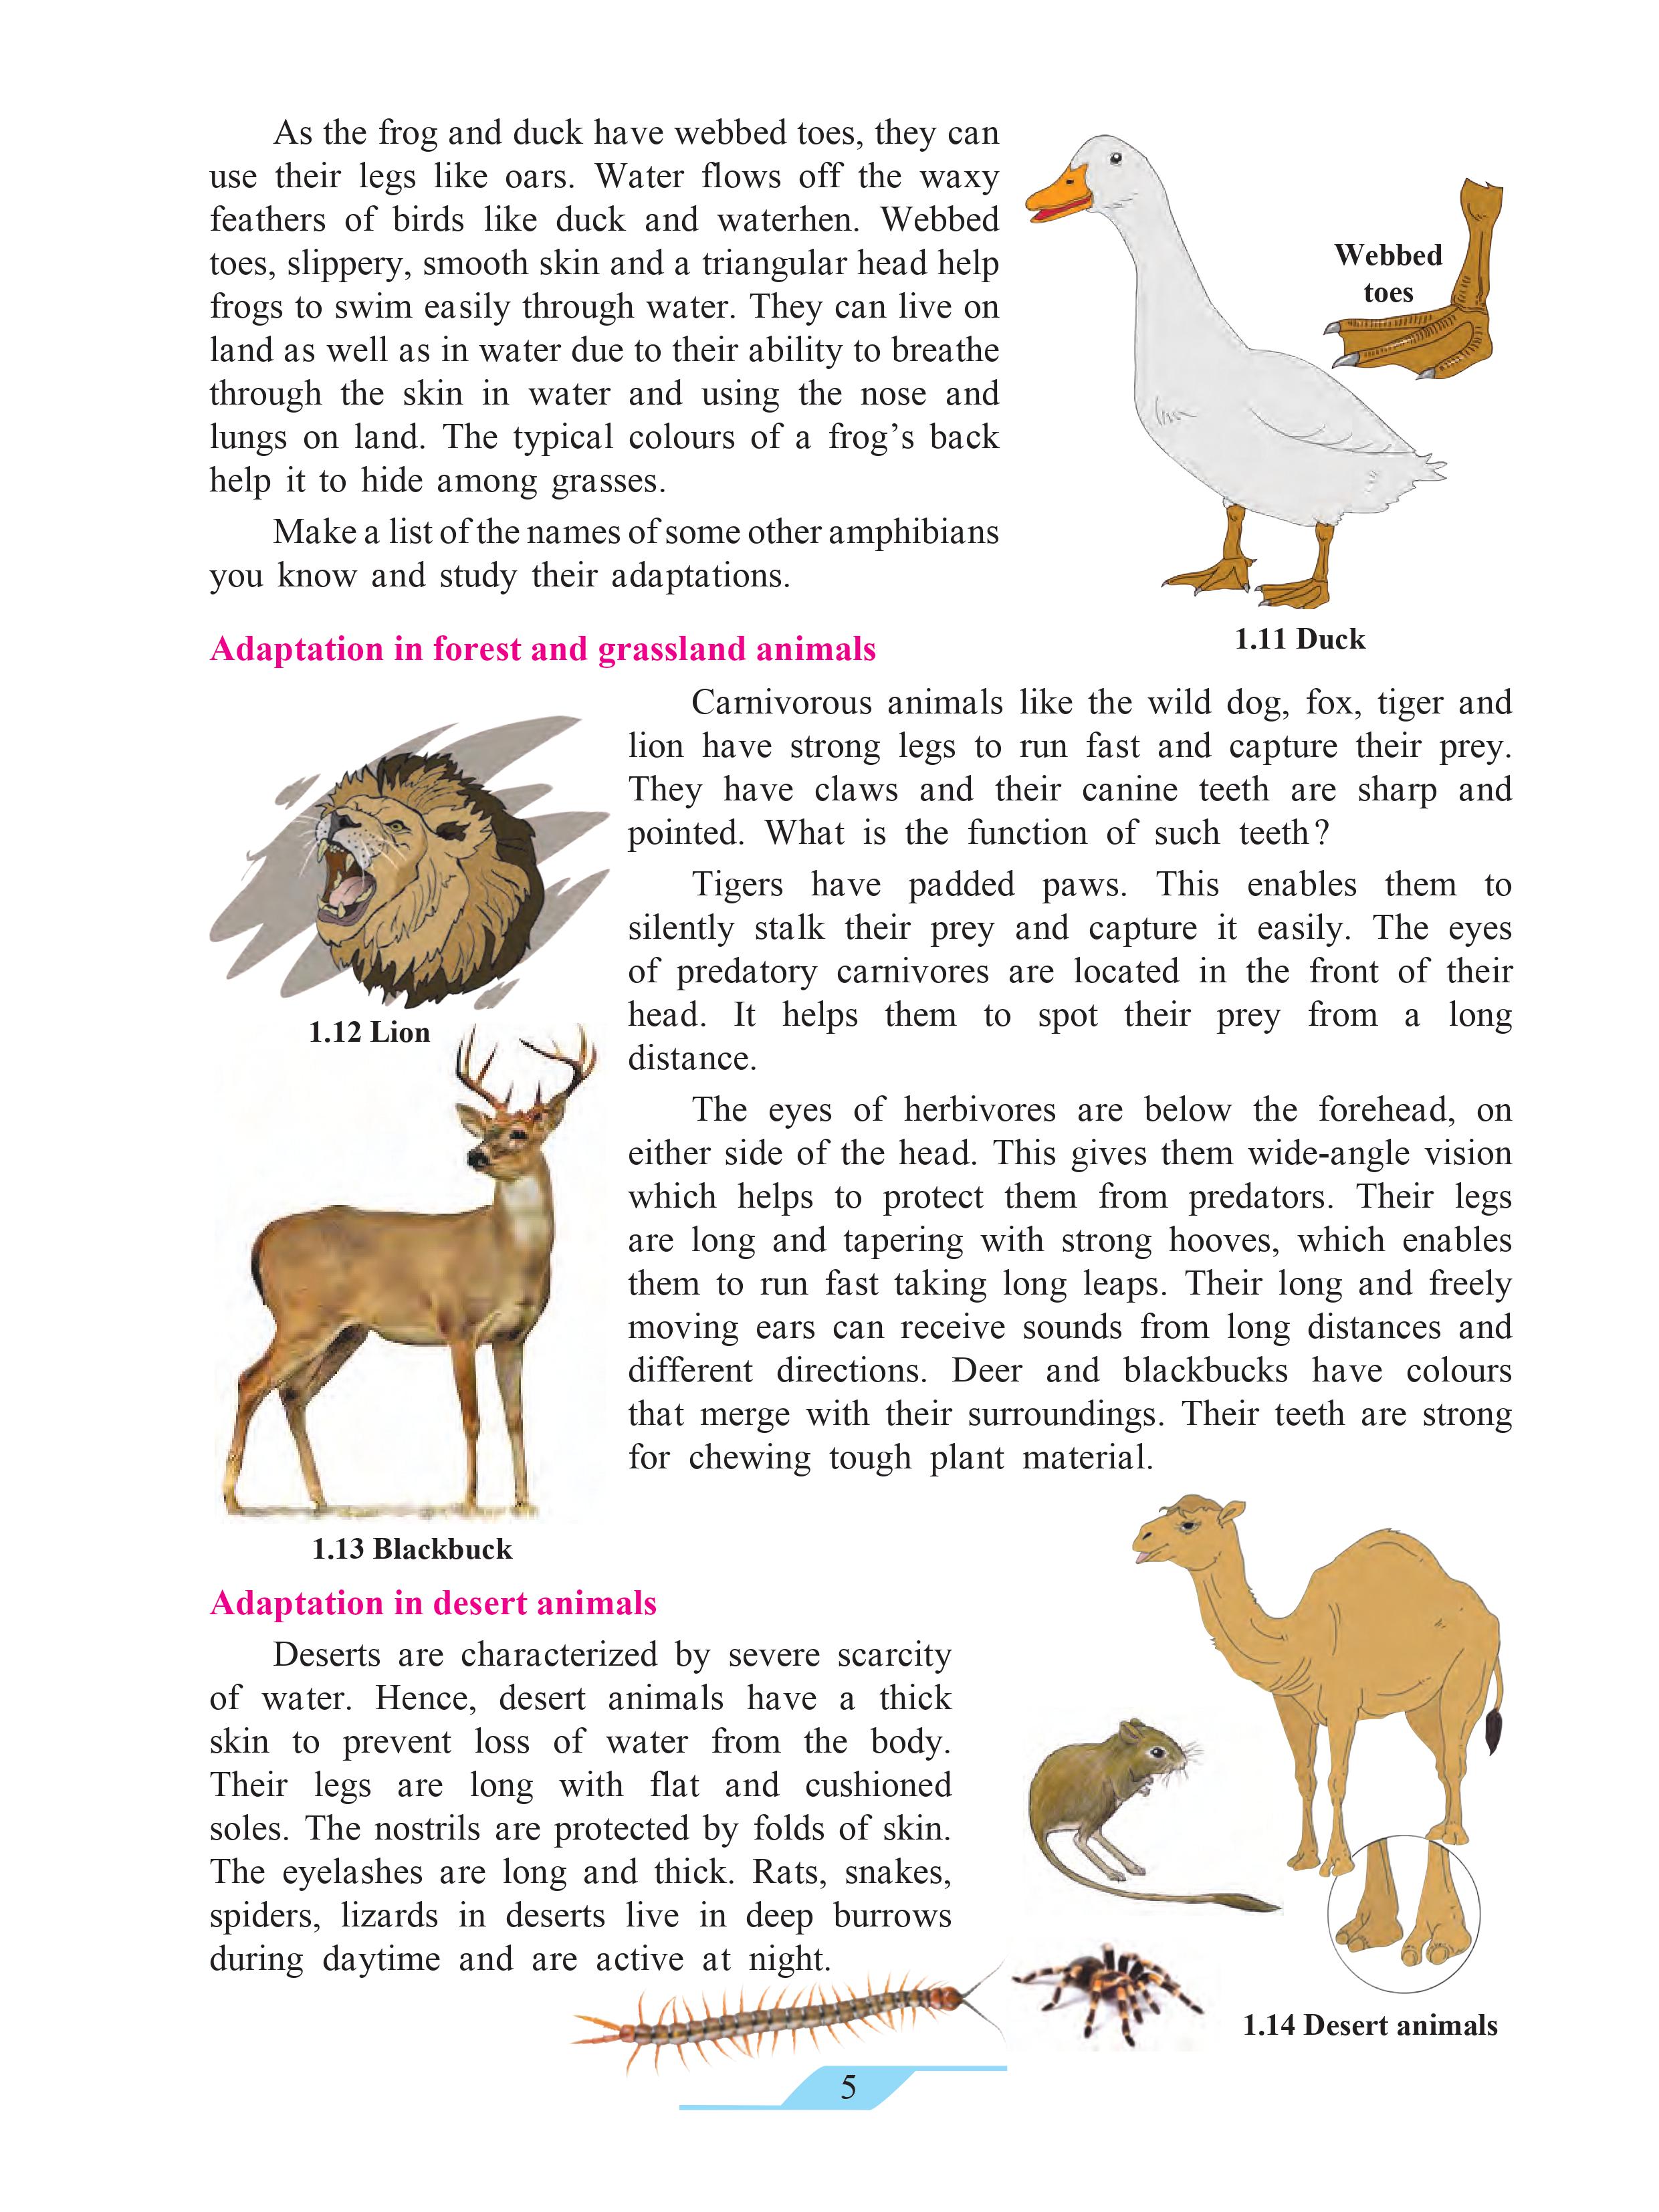 As the frog and duck have webbed toes, they can
use their legs like oars. Water flows off the waxy
feathers of birds like duck and waterhen. Webbed
toes, slippery, smooth skin and a triangular head help
frogs to swim easily through water. They can live on
land as well as in water due to their ability to breathe
through the skin in water and using the nose and
lungs on land. The typical colours of a frog’s back
help it to hide among grasses.
Make a list of the names of some other amphibians
you know and study their adaptations.
Webbed
toes
1.11 Duck
Adaptation in forest and grassland animals
Carnivorous animals like the wild dog, fox, tiger and
lion have strong legs to run fast and capture their prey.
They have claws and their canine teeth are sharp and
pointed. What is the function of such teeth?
Tigers have padded paws. This enables them to
silently stalk their prey and capture it easily. The eyes
of predatory carnivores are located in the front of their
head. It helps them to spot their prey from a long
distance.
1.12 Lion
The eyes of herbivores are below the forehead, on
either side of the head. This gives them wide-angle vision
which helps to protect them from predators. Their legs
are long and tapering with strong hooves, which enables
them to run fast taking long leaps. Their long and freely
moving ears can receive sounds from long distances and
different directions. Deer and blackbucks have colours
that merge with their surroundings. Their teeth are strong
for chewing tough plant material.
1.13 Blackbuck
Adaptation in desert animals
Deserts are characterized by severe scarcity
of water. Hence, desert animals have a thick
skin to prevent loss of water from the body.
Their legs are long with flat and cushioned
soles. The nostrils are protected by folds of skin.
The eyelashes are long and thick. Rats, snakes,
spiders, lizards in deserts live in deep burrows
during daytime and are active at night.
1.14 Desert animals
5